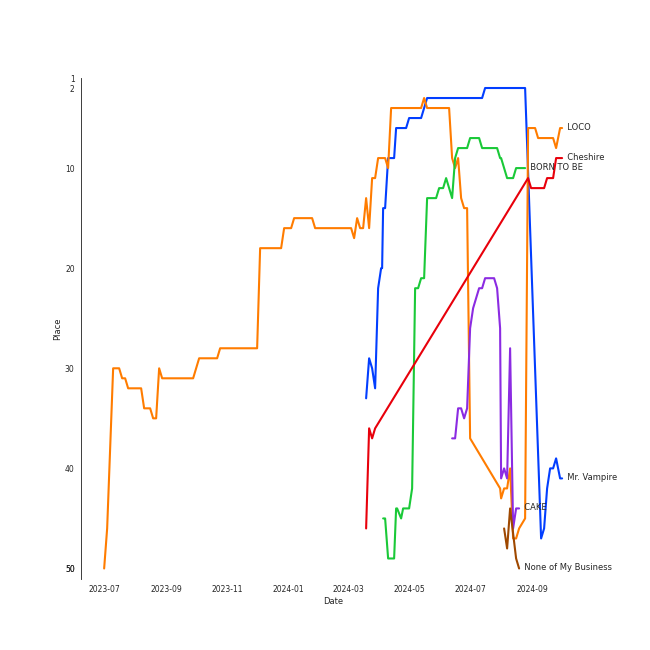 1
2
10
20
30
40
50
Place
2023-07
2023-09
2023-11
2024-01
2024-03
2024-05
2024-07
2024-09
Date
LOCO
Cheshire
BORN TO BE
Mr. Vampire
CAKE
None of My Business